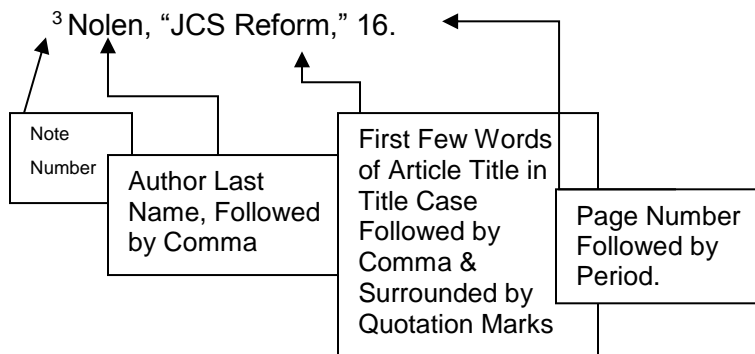 ³ Nolen, “JCS Reform,” 16.
Note
Number
Author Last
Name, Followed
by Comma
First Few Words
of Article Title in
Title Case
Followed by
Comma &
Surrounded by
Quotation Marks
Page Number
Followed by
Period.